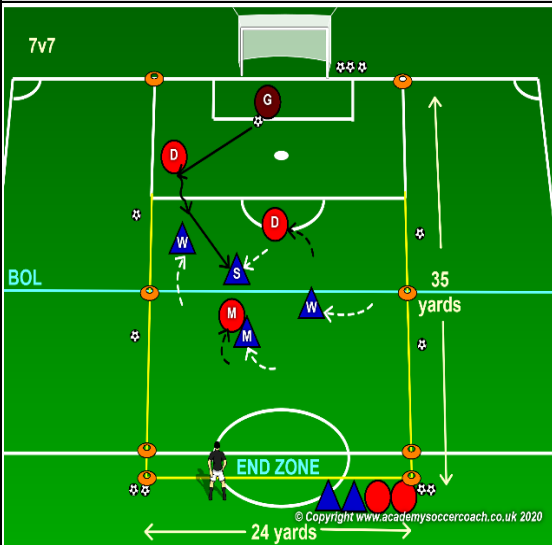 7v7
G
D
D
W
S
BOL
35
yards
W
M
M
END ZONE
© Copyright www.academysoccercoach.co.uk 2020
24 yards